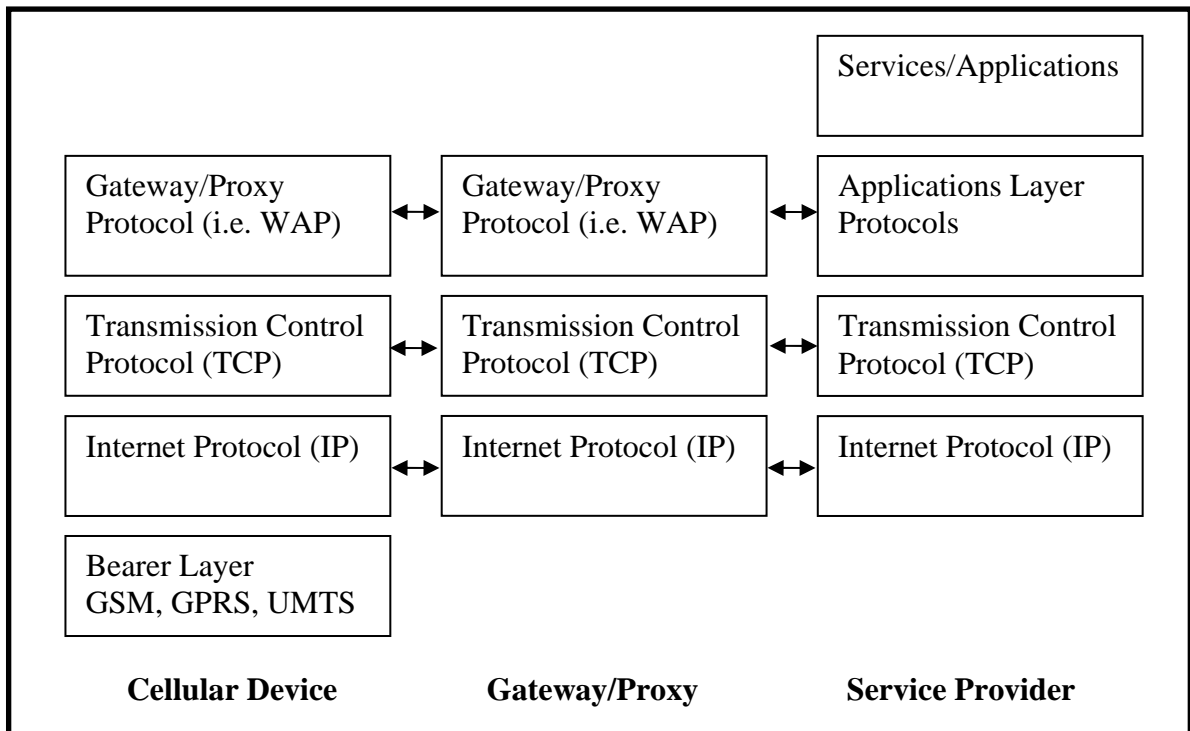 Services/Applications
Gateway/Proxy
Protocol (i.e. WAP)
Gateway/Proxy
Protocol (i.e. WAP)
Applications Layer
Protocols
Transmission Control
Protocol (TCP)
Transmission Control
Protocol (TCP)
Transmission Control
Protocol (TCP)
Internet Protocol (IP)
Internet Protocol (IP)
Internet Protocol (IP)
Bearer Layer
GSM, GPRS, UMTS
Cellular Device
Gateway/Proxy
Service Provider